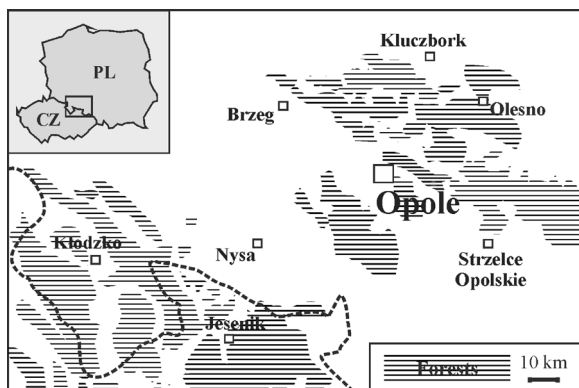 PL
CZ
Kluczbork
Brzeg
Olesno
Opole
Kłodzko
Nysa
Strzelce
Opolskie
Jesenik
Forests
10 km